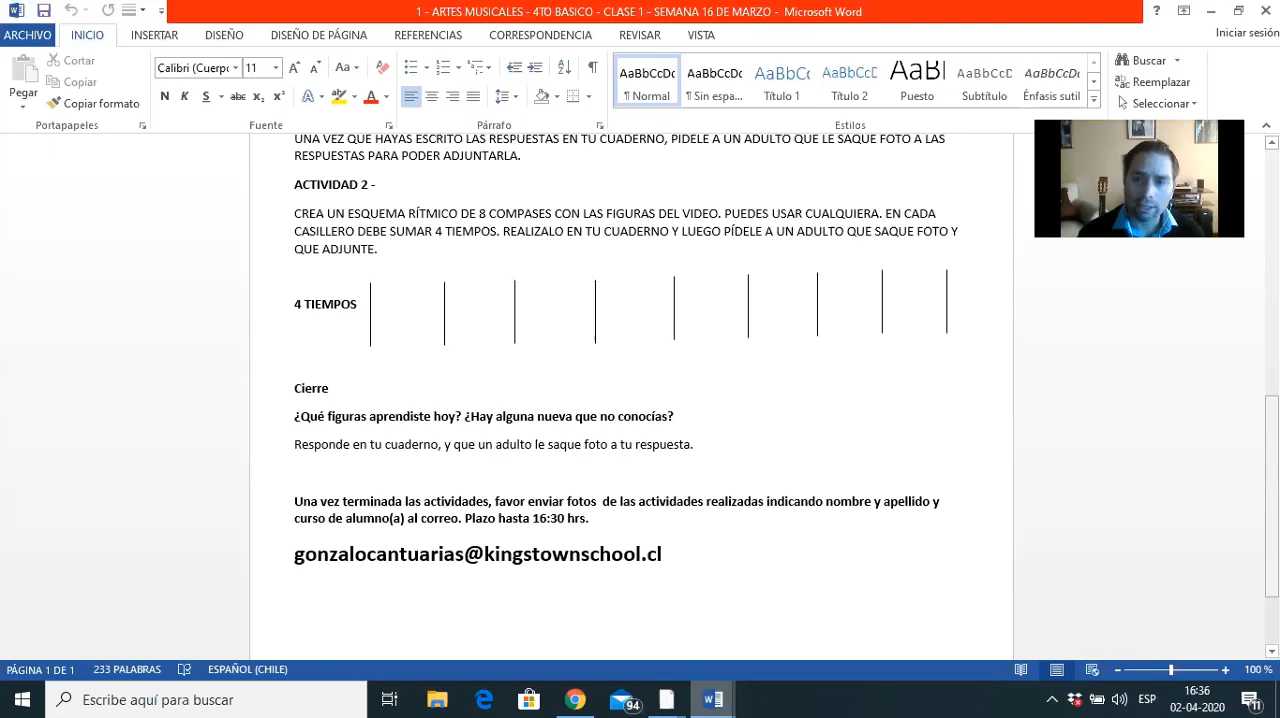 1 - ARTES MUSICALES - 4TO BASICO - CLASE 1 - SEMANA 16 DE MARZO - Microsoft Word
Iniciar sesión
ARCHIVO INICIO INSERTAR DISEÑO DISEÑO DE PÁGINA REFERENCIAS CORRESPONDENCIA REVISAR VISTA
Pegar
Cortar
Copiar
Copiar formato
Portapapeles
Calibri (Cuerpo 11
N K S abc x₂ x²
Fuente
Párrafo
AaBbCcDc AaBbCcDc AaBbCc AaBbCcD AaBl AaBbCcD AaBbCcDc
¶ Normal ¶ Sin espa... Título 1 Título 2 Puesto Subtítulo Énfasis sutil
Estilos
Buscar
Reemplazar
Seleccionar
UNA VEZ QUE HAYAS ESCRITO LAS RESPUESTAS EN TU CUADERNO, PIDELE A UN ADULTO QUE LE SAQUE FOTO A LAS
RESPUESTAS PARA PODER ADJUNTARLA.
ACTIVIDAD 2 -
CREA UN ESQUEMA RÍTMICO DE 8 COMPASES CON LAS FIGURAS DEL VIDEO. PUEDES USAR CUALQUIERA. EN CADA
CASILLERO DEBE SUMAR 4 TIEMPOS. REALIZALO EN TU CUADERNO Y LUEGO PÍDELE A UN ADULTO QUE SAQUE FOTO Y
QUE ADJUNTE.
4 TIEMPOS
Cierre
¿Qué figuras aprendiste hoy? ¿Hay alguna nueva que no conocías?
Responde en tu cuaderno, y que un adulto le saque foto a tu respuesta.
Una vez terminada las actividades, favor enviar fotos  de las actividades realizadas indicando nombre y apellido y
curso de alumno(a) al correo. Plazo hasta 16:30 hrs.
gonzalocantuarias@kingstownschool.cl
PÁGINA 1 DE 1 233 PALABRAS ESPAÑOL (CHILE) 100 %
Escribe aquí para buscar
94
ESP
16:36
02-04-2020
11